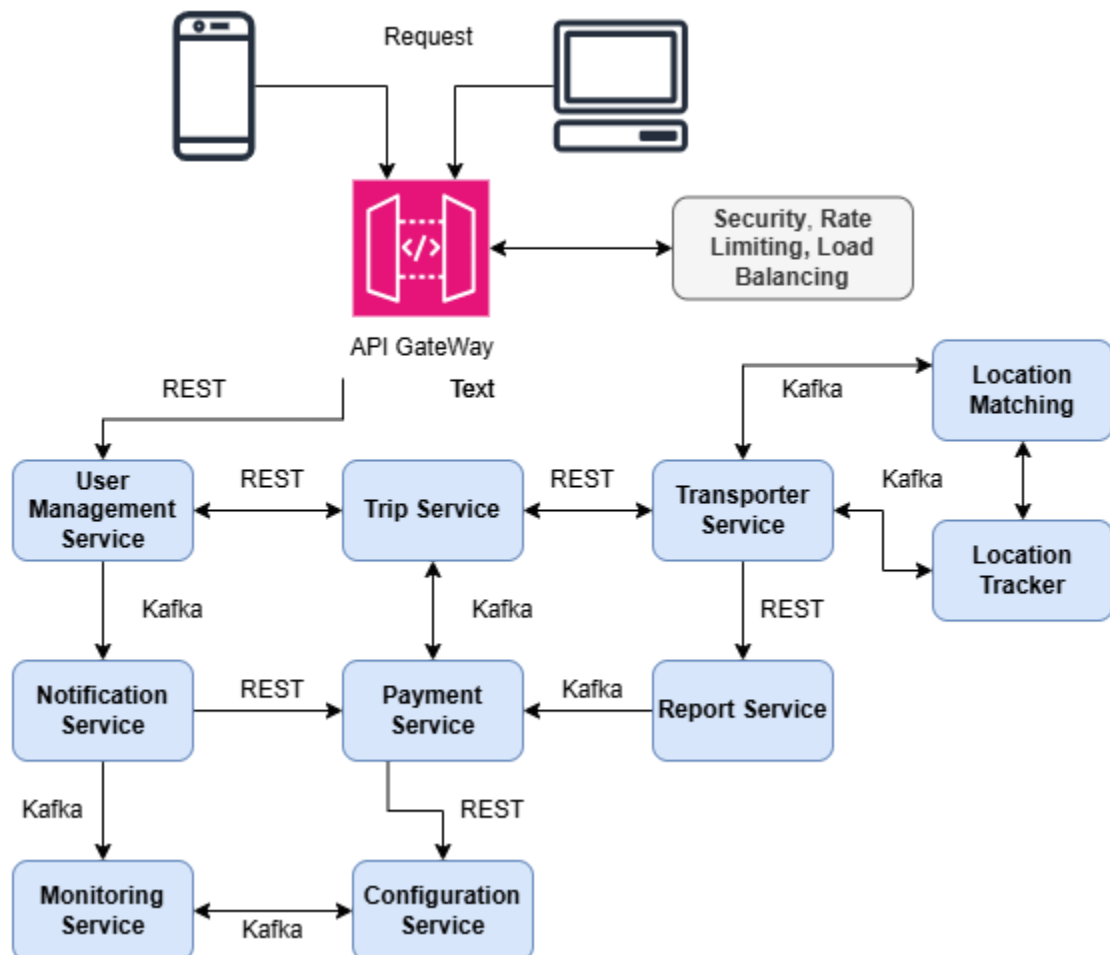 Request
Security, Rate
Limiting, Load
Balancing
API GateWay
REST
Text
Kafka
Location
Matching
User
Management
Service
REST
Trip Service
REST
Transporter
Service
Kafka
Location
Tracker
Kafka
Kafka
REST
Notification
Service
REST
Payment
Service
Kafka
Report Service
Kafka
REST
Monitoring
Service
Kafka
Configuration
Service